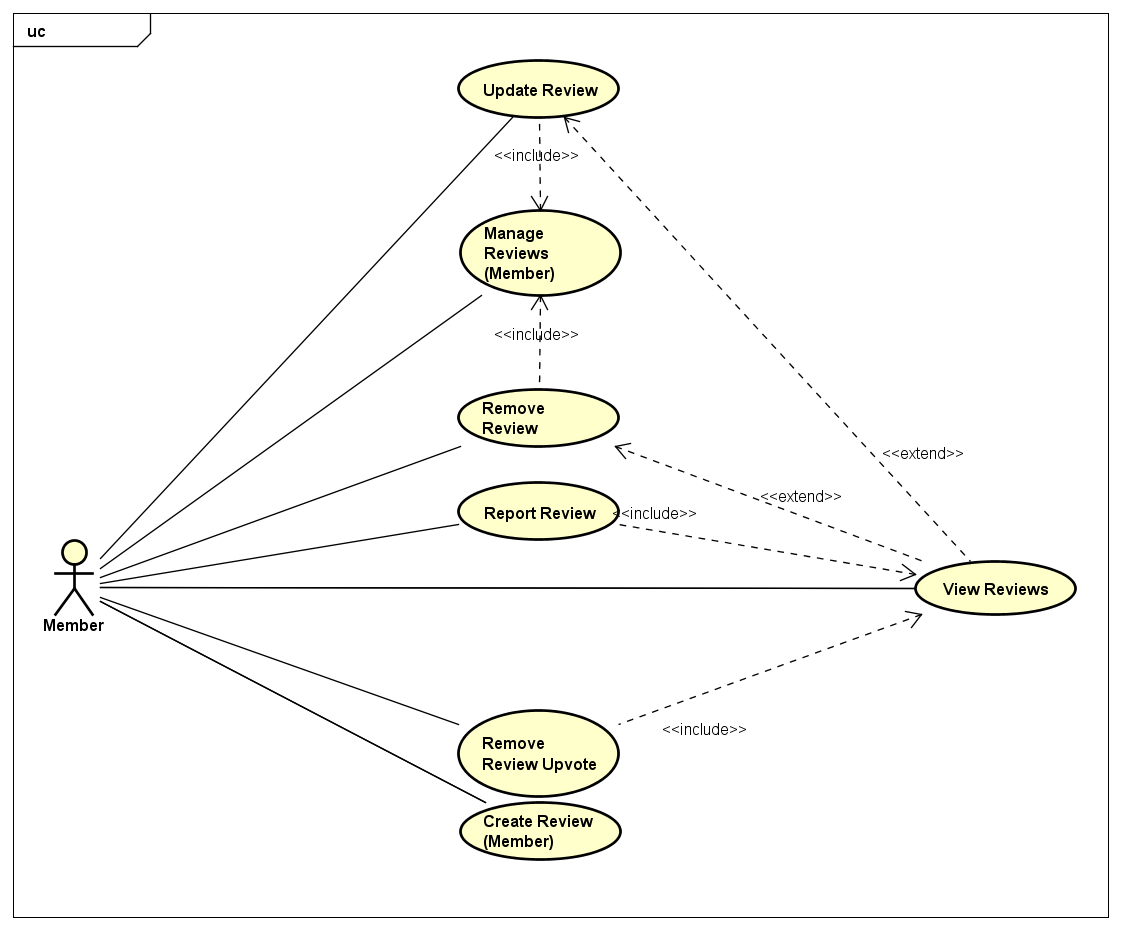 uc
Update Review
<<include>>
Manage
Reviews
(Member)
<<include>>
Remove
Review
<<extend>>
<<extend>>
Report Review
<<include>>
View Reviews
Member
<<include>>
Remove
Review Upvote
Create Review
(Member)